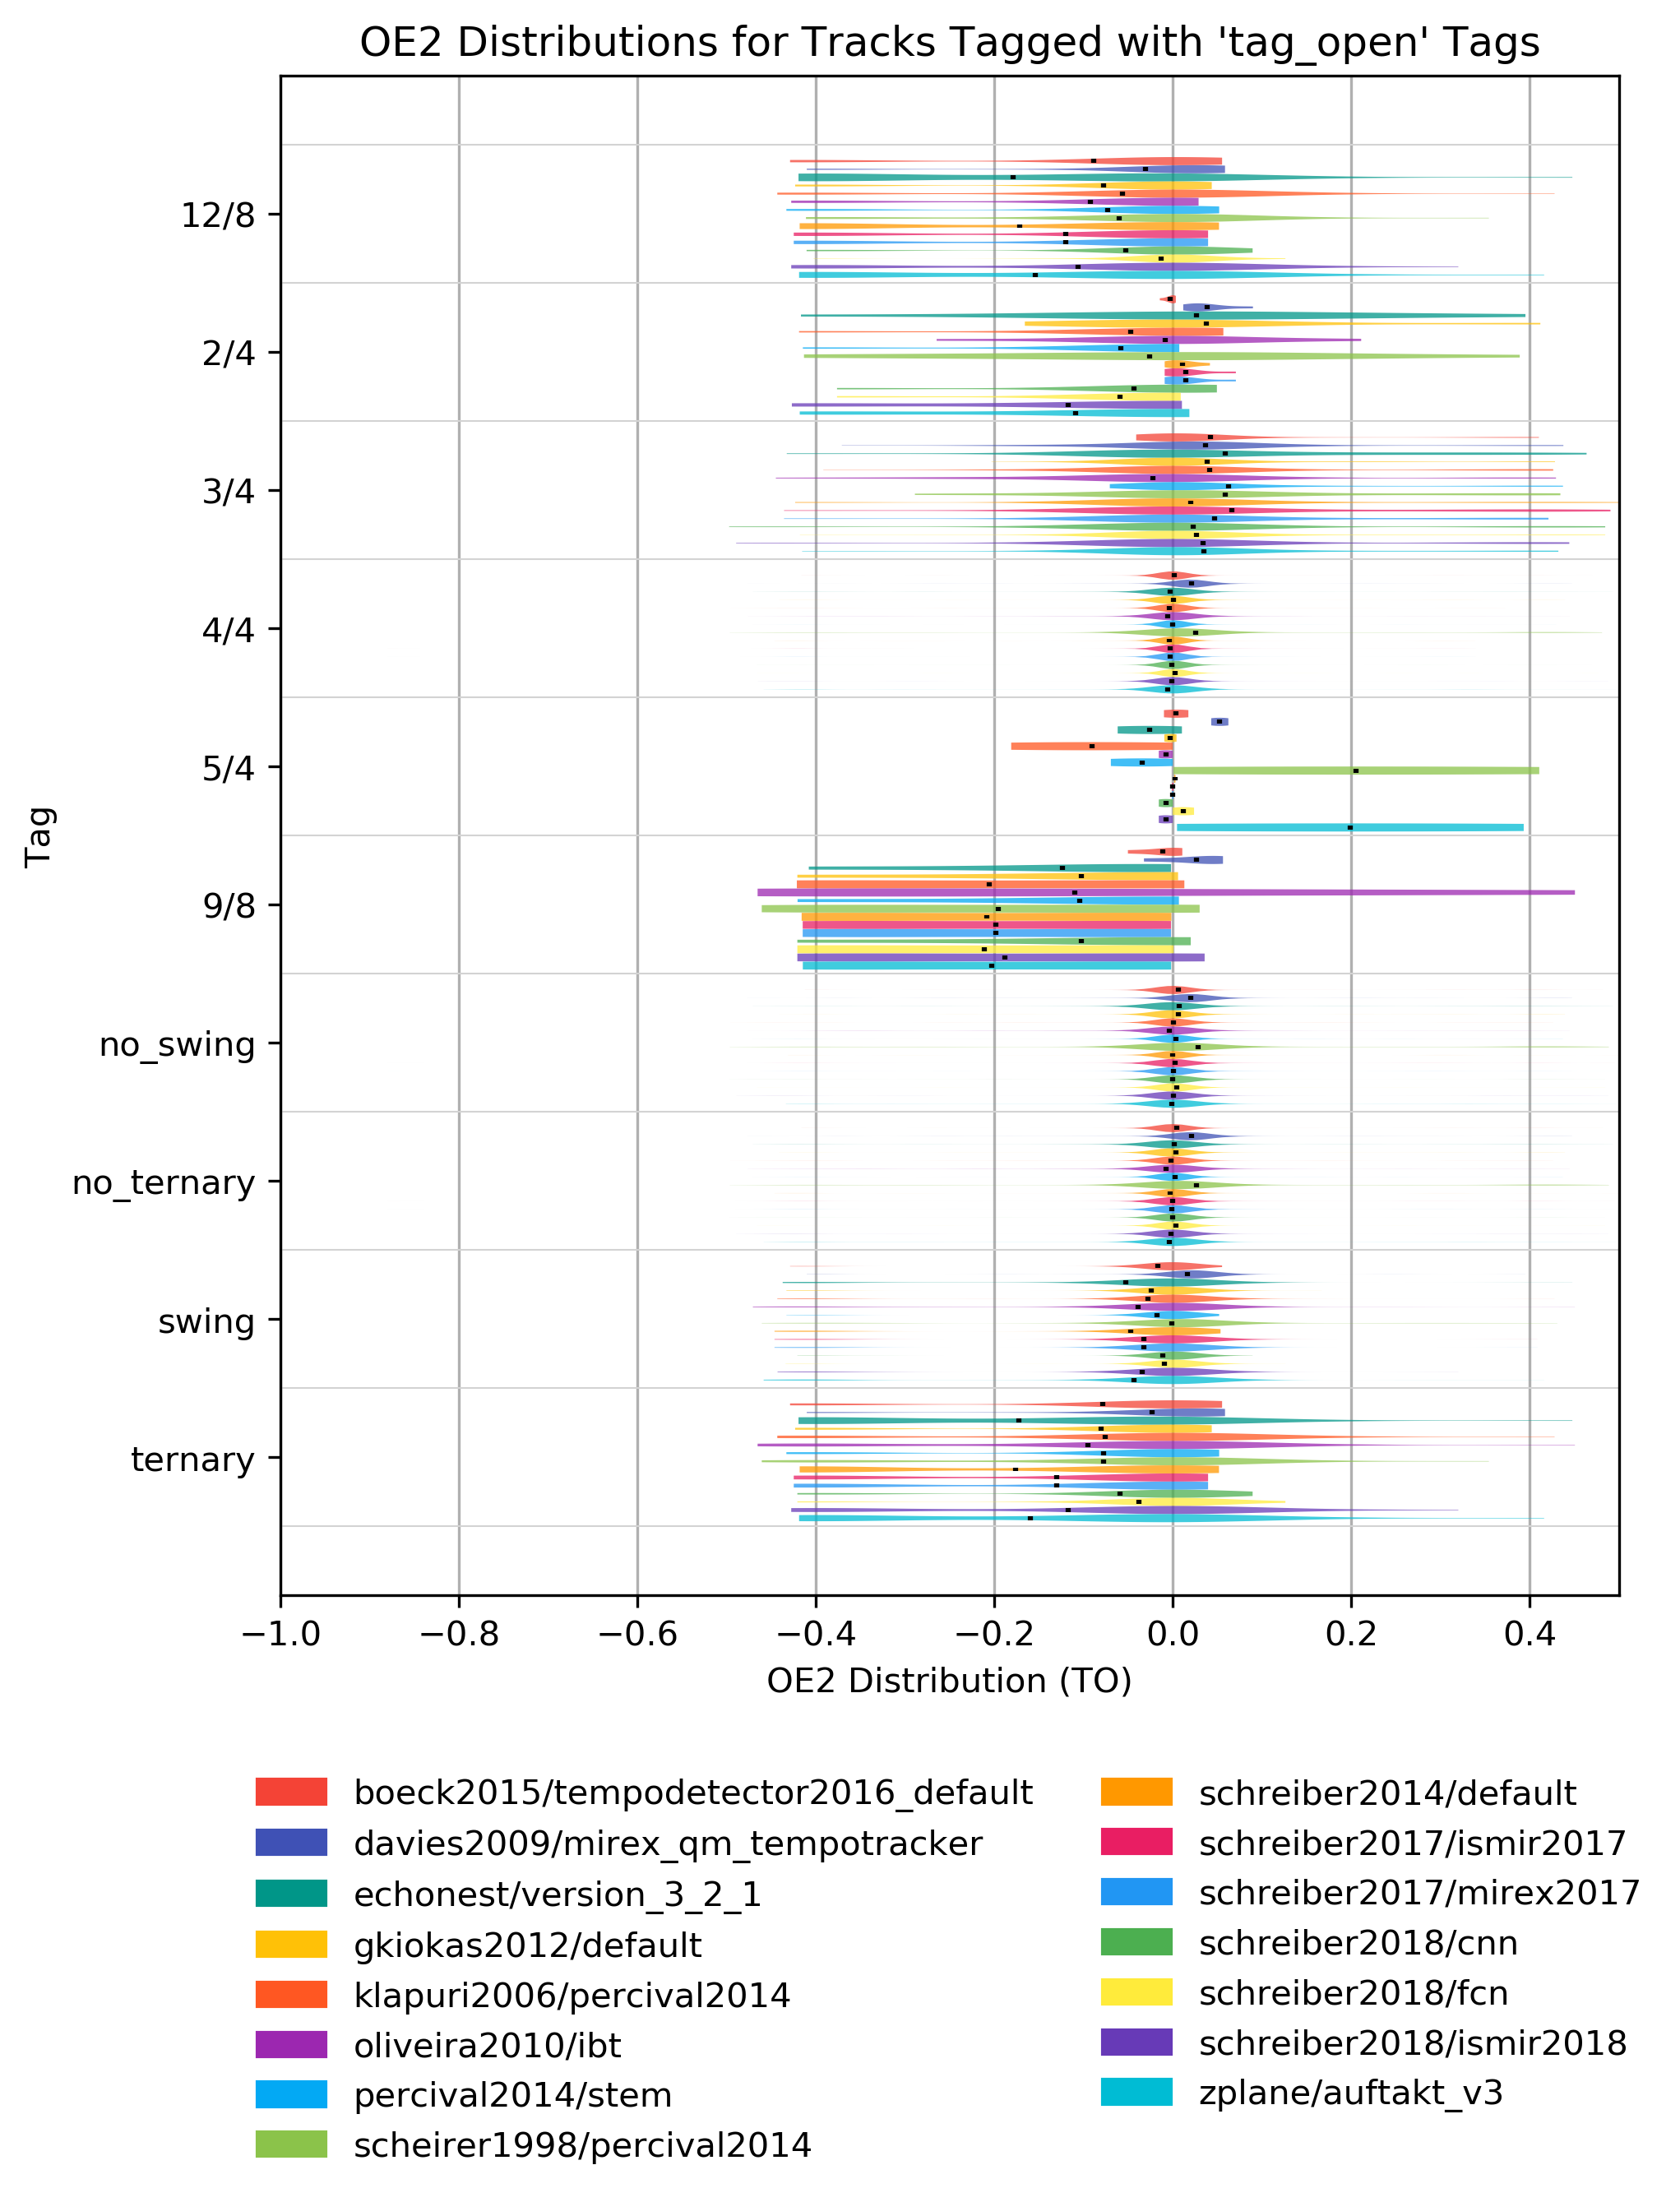 OE2 Distributions for Tracks Tagged with 'tag_open' Tags
12/8
2/4
3/4
4/4
5/4
9/8
no_swing
no_ternary
swing
ternary
Tag
−1.0 −0.8 −0.6 −0.4 −0.2 0.0 0.2 0.4
OE2 Distribution (TO)
boeck2015/tempodetector2016_default
davies2009/mirex_qm_tempotracker
echonest/version_3_2_1
gkiokas2012/default
klapuri2006/percival2014
oliveira2010/ibt
percival2014/stem
scheirer1998/percival2014
schreiber2014/default
schreiber2017/ismir2017
schreiber2017/mirex2017
schreiber2018/cnn
schreiber2018/fcn
schreiber2018/ismir2018
zplane/auftakt_v3